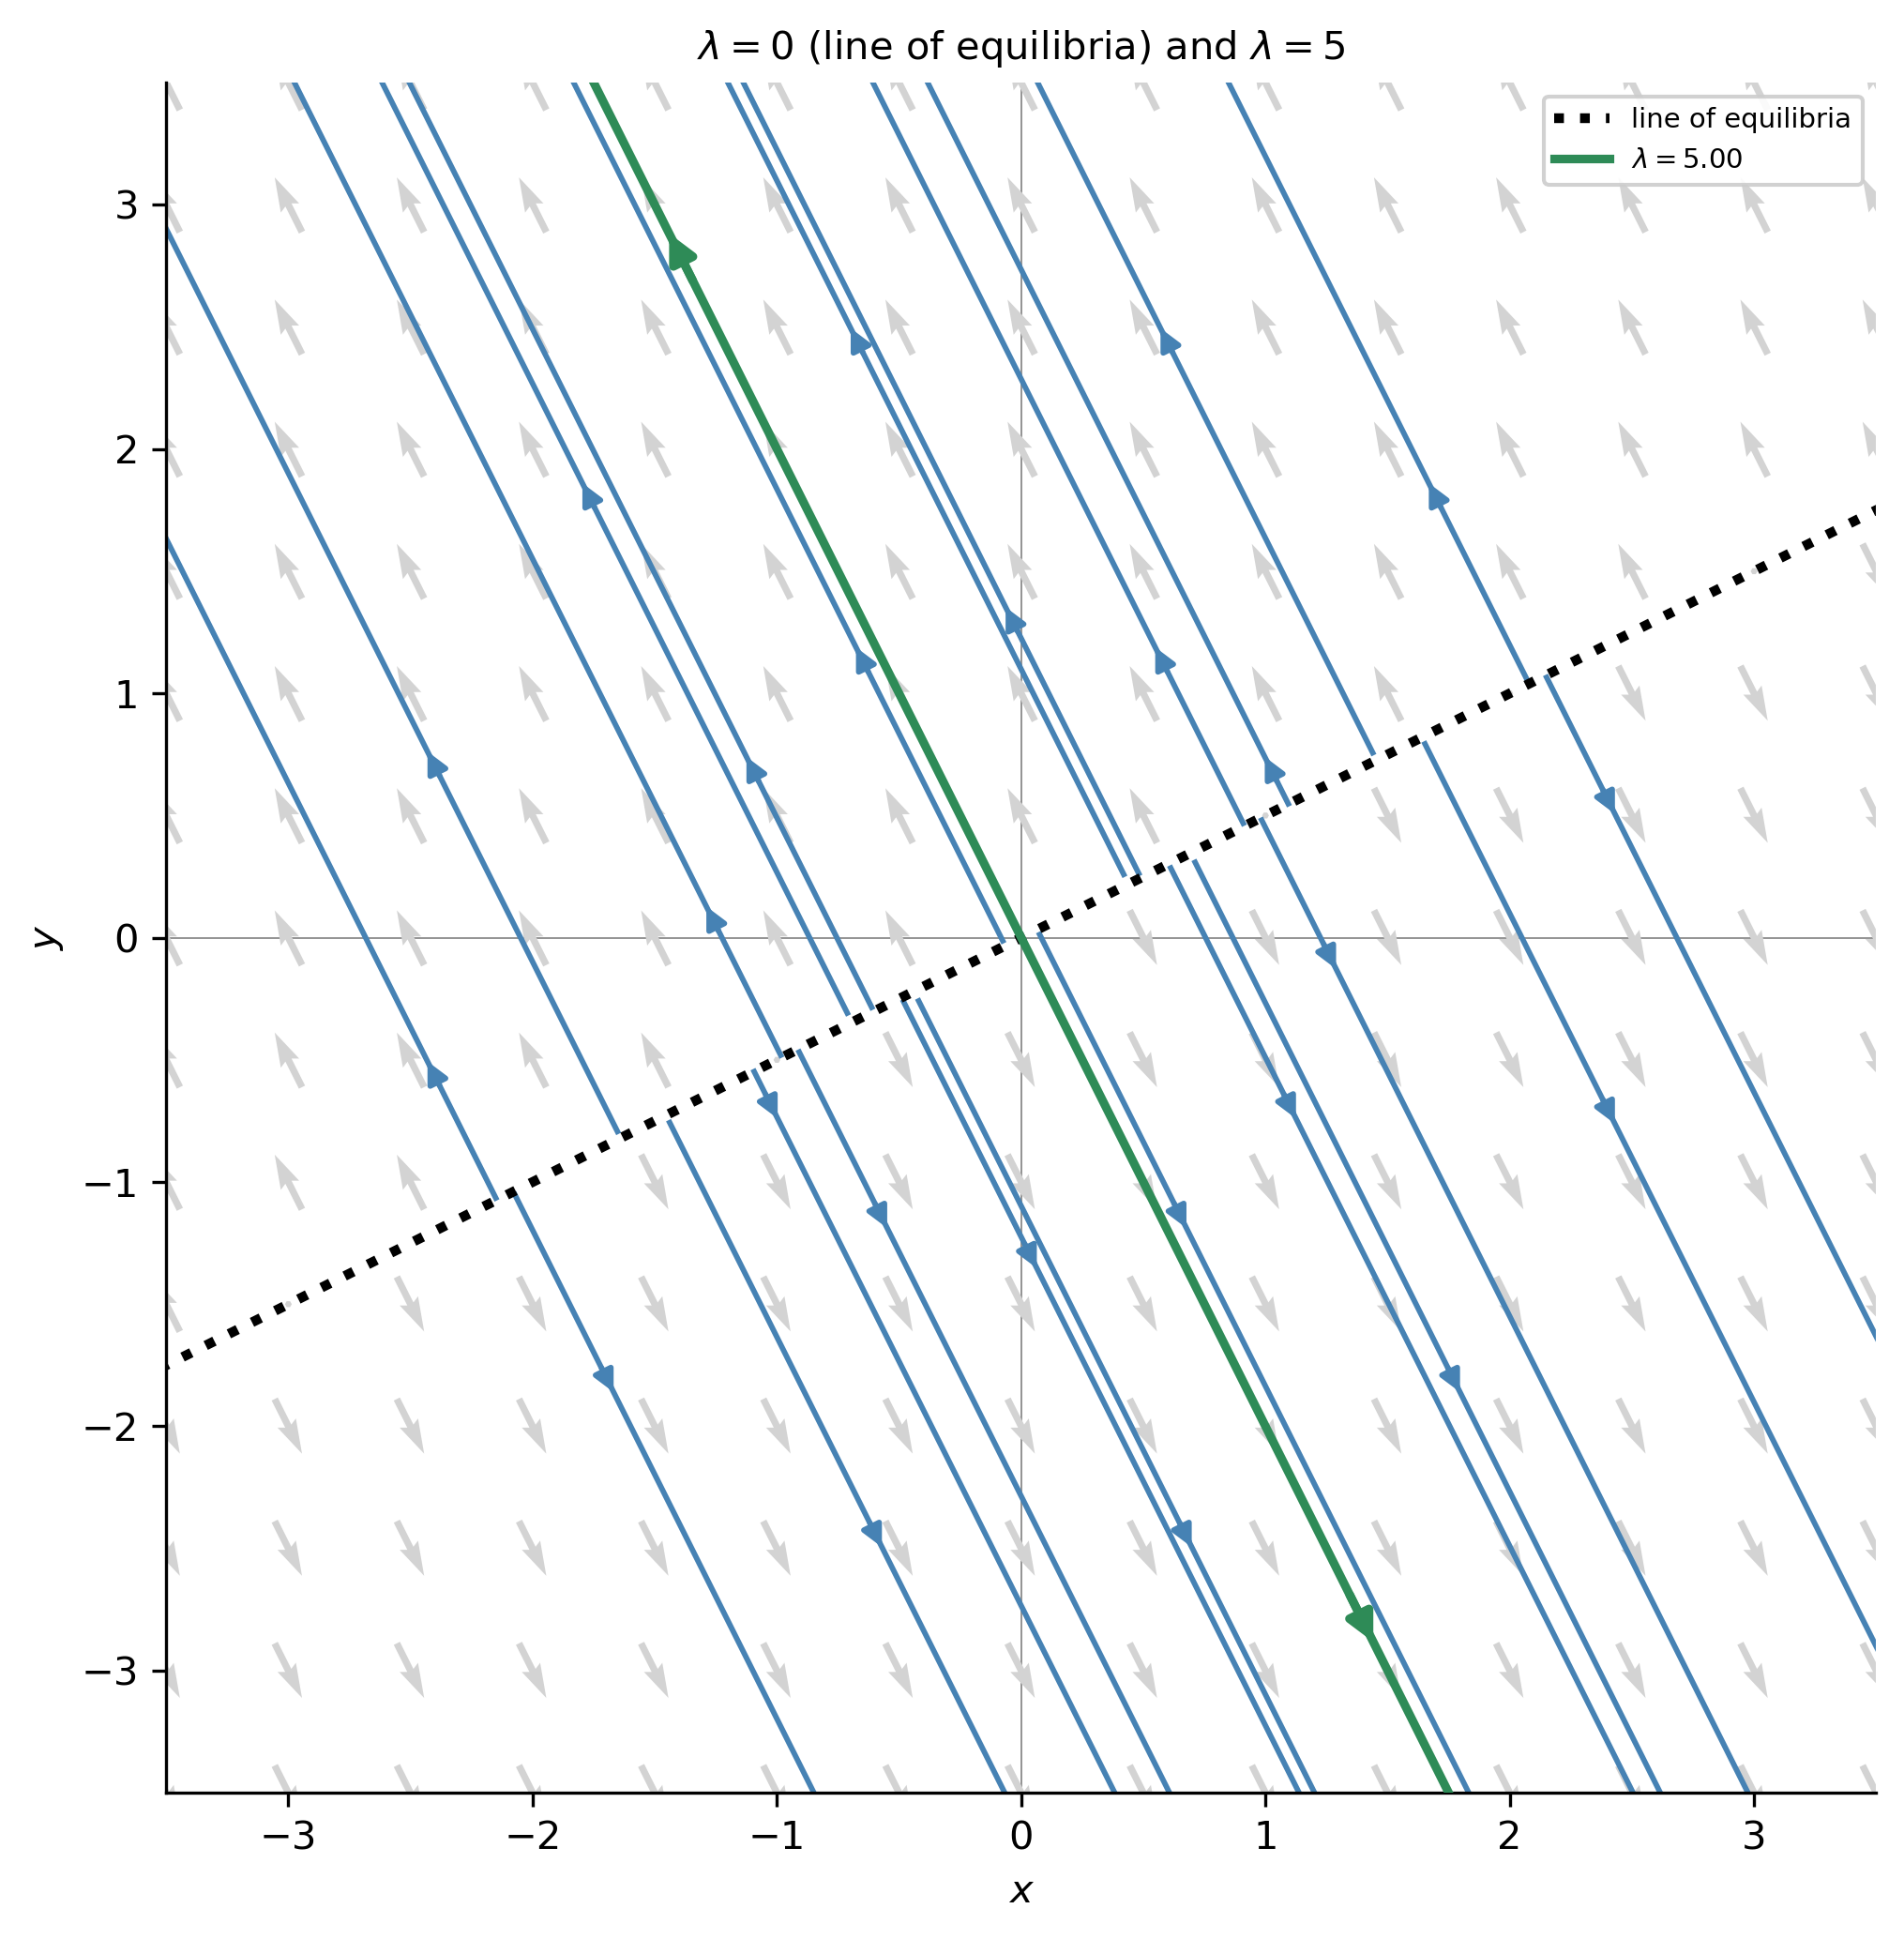 λ = 0 (line of equilibria) and λ = 5
line of equilibria
λ = 5.00
3
2
1
0
−1
−2
−3
y
−3 −2 −1 0 1 2 3
x